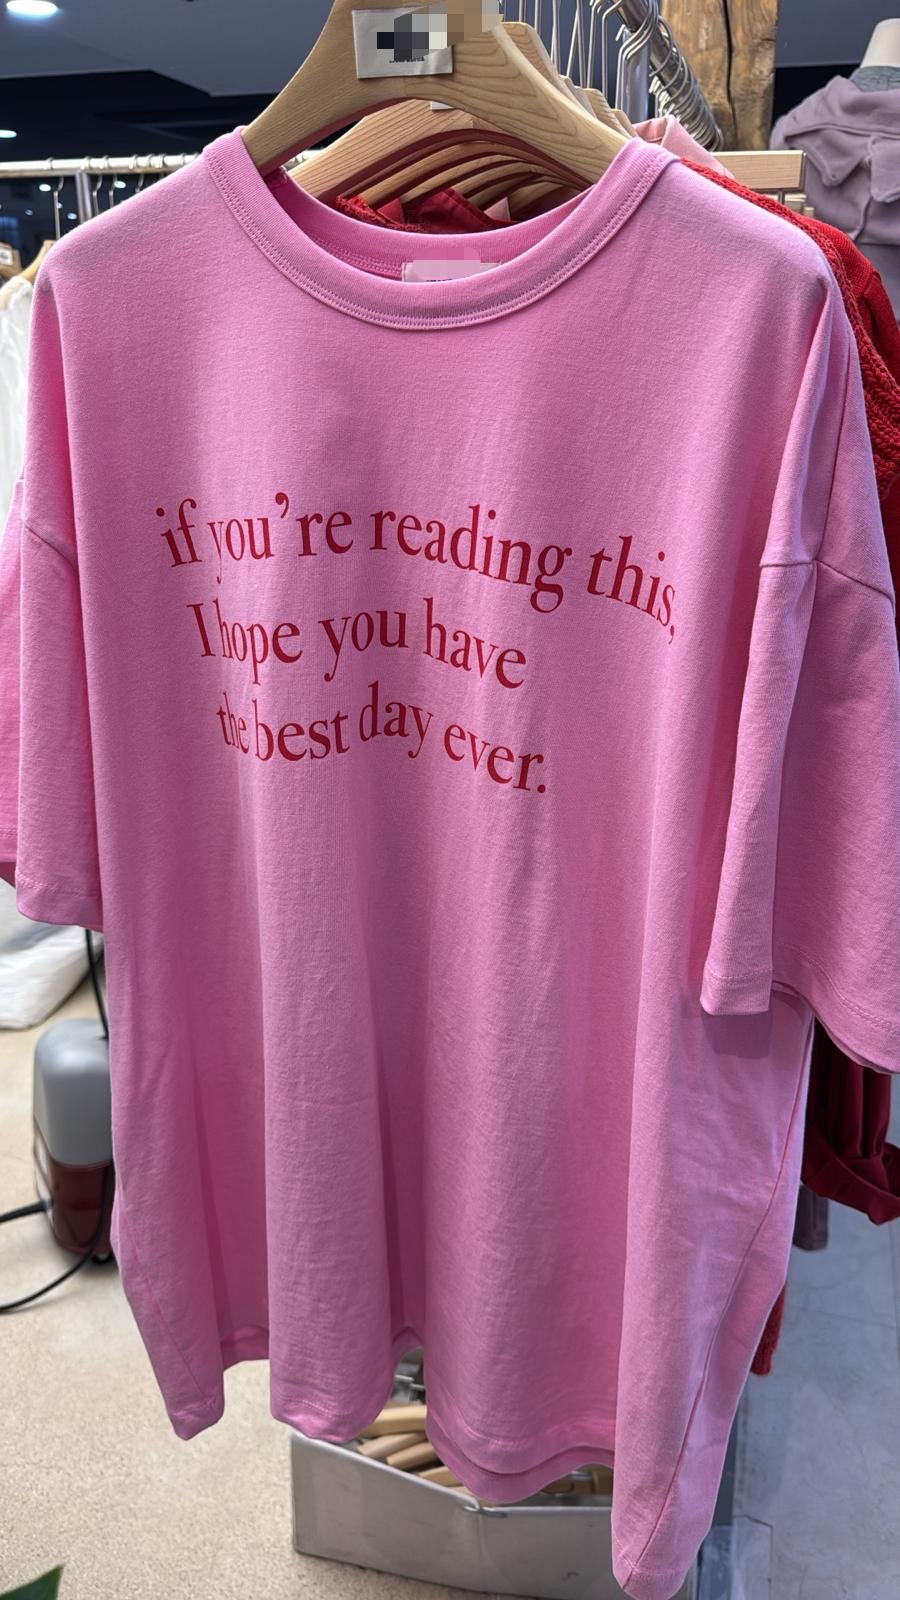 if you're reading this,
I hope you have
the best day ever.